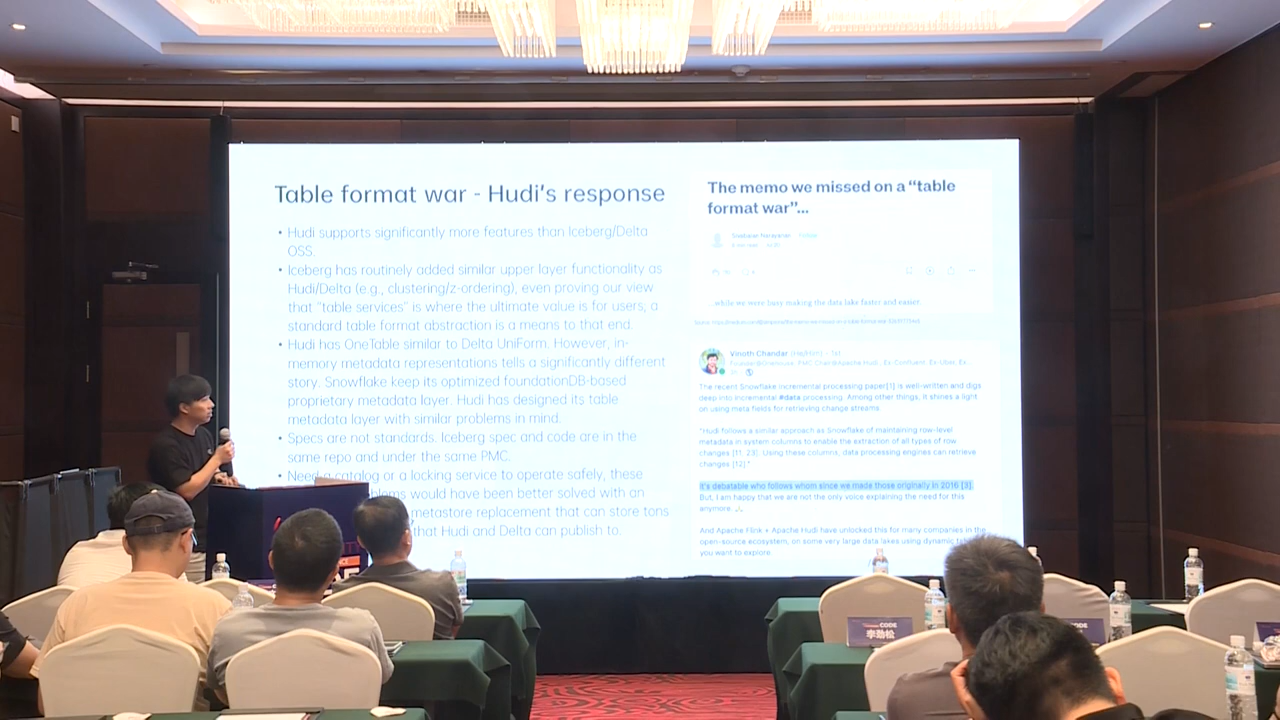 Table format war - Hudi's response
• Hudi supports significantly more features than Iceberg/Delta
OSS.
• Iceberg has routinely added similar upper layer functionality as
Hudi/Delta (e.g., clustering/z-ordering), even proving our view
that "table services" is where the ultimate value is for users; a
standard table format abstraction is a means to that end.
• Hudi has OneTable similar to Delta UniForm. However, in-
memory metadata representations tells a significantly different
story. Snowflake keep its optimized foundationDB-based
proprietary metadata layer. Hudi has designed its table
metadata layer with similar problems in mind.
• Specs are not standards. Iceberg spec and code are in the
same repo and under the same PMC.
• Need a catalog or a locking service to operate safely, these
would have been better solved with an
metastore replacement that can store tons
that Hudi and Delta can publish to.
The memo we missed on a “table
format war”...
Follow
while we were busy making the data lake faster and easier
Vinoth Chandar
The recent Snowflake incremental processing paper[1] is well-written and digs
deep into incremental #data processing. Among other things, it shines a light
on using meta fields for retrieving change streams
"Hudi follows a similar approach as Snowflake of maintaining row-level
metadata in system columns to enable the extraction of all types of row
changes [11, 23]. Using these columns, data processing engines can retrieve
changes [12]."
It's debatable who follows whom since we made those originally in 2016 [3].
But, I am happy that we are not the only voice explaining the need for this
anymore.
And Apache Flink + Apache Hudi have unlocked this for many companies in the
open-source ecosystem, on some very large data lakes using dynamic
you want to explore.
CODE
李劲松
CODE